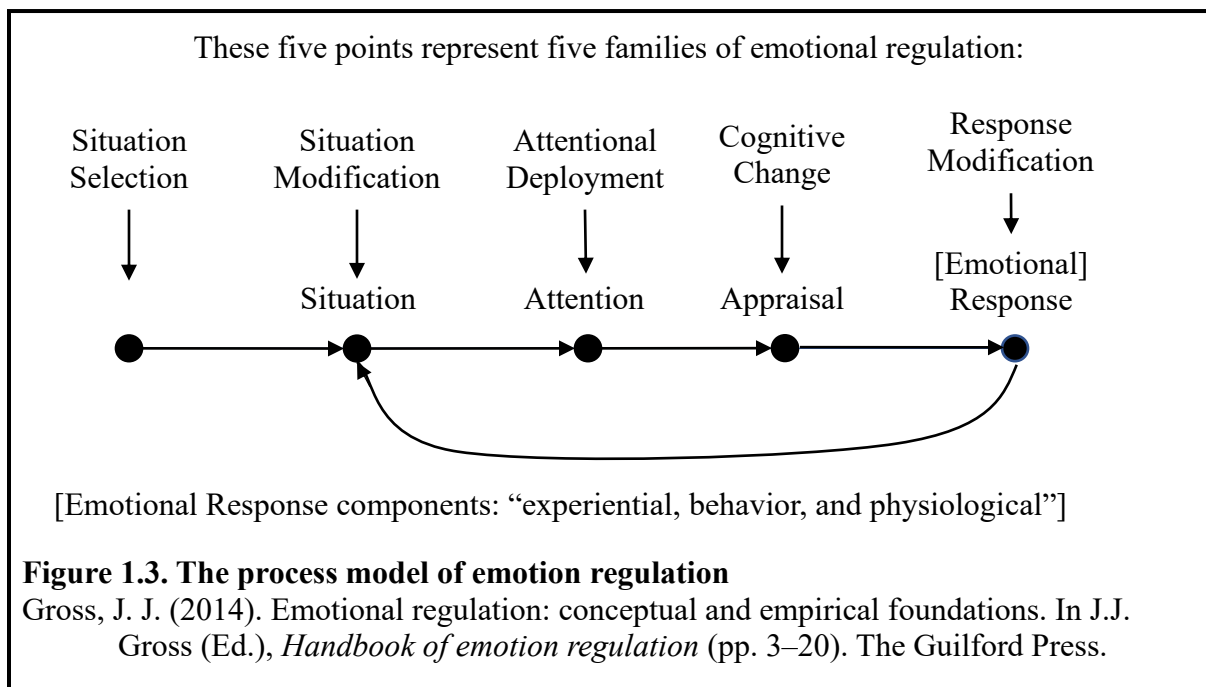 These five points represent five families of emotional regulation:
Situation
Selection
Situation
Modification
Attentional
Deployment
Cognitive
Change
Response
Modification
Situation
Attention
Appraisal
[Emotional]
Response
[Emotional Response components: “experiential, behavior, and physiological”]
Figure 1.3. The process model of emotion regulation
Gross, J. J. (2014). Emotional regulation: conceptual and empirical foundations. In J.J.
Gross (Ed.), Handbook of emotion regulation (pp. 3–20). The Guilford Press.